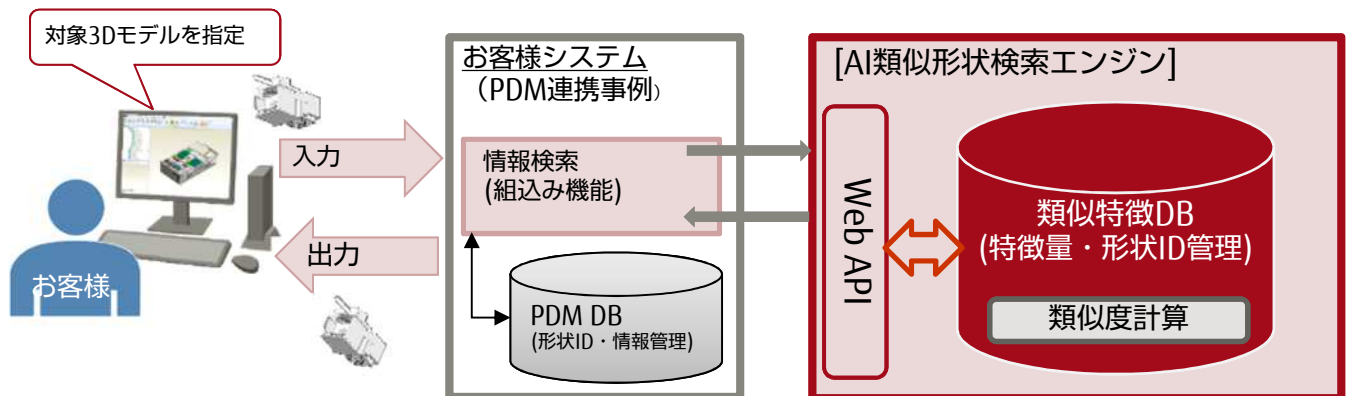 対象3Dモデルを指定
お客様
入力
出力
お客様システム
（PDM連携事例）
情報検索
(組込み機能)
PDM DB
(形状ID・情報管理)
[AI類似形状検索エンジン]
Web API
類似特徴DB
(特徴量・形状ID管理)
類似度計算